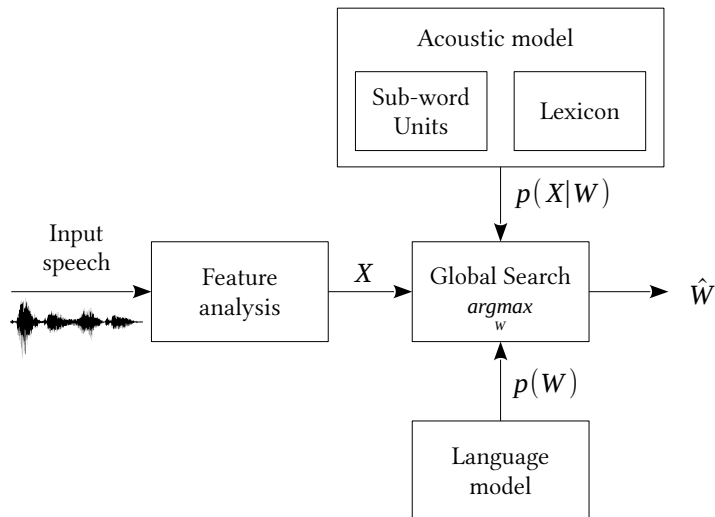 Acoustic model
Sub-word
Units
Lexicon
p(X|W)
Input
speech
Feature
analysis
X
Global Search
argmax
W
Ŵ
p(W)
Language
model